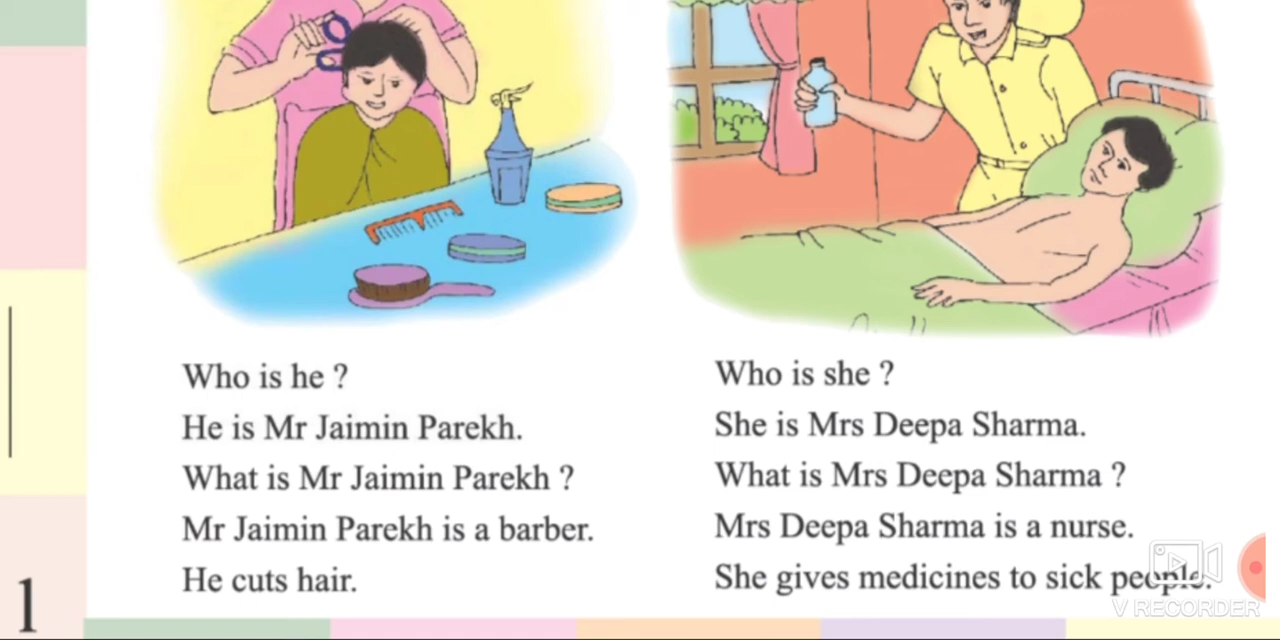 Who is he ?
He is Mr Jaimin Parekh.
What is Mr Jaimin Parekh ?
Mr Jaimin Parekh is a barber.
He cuts hair.
Who is she ?
She is Mrs Deepa Sharma.
What is Mrs Deepa Sharma ?
Mrs Deepa Sharma is a nurse.
She gives medicines to sick people.
1
V RECORDER